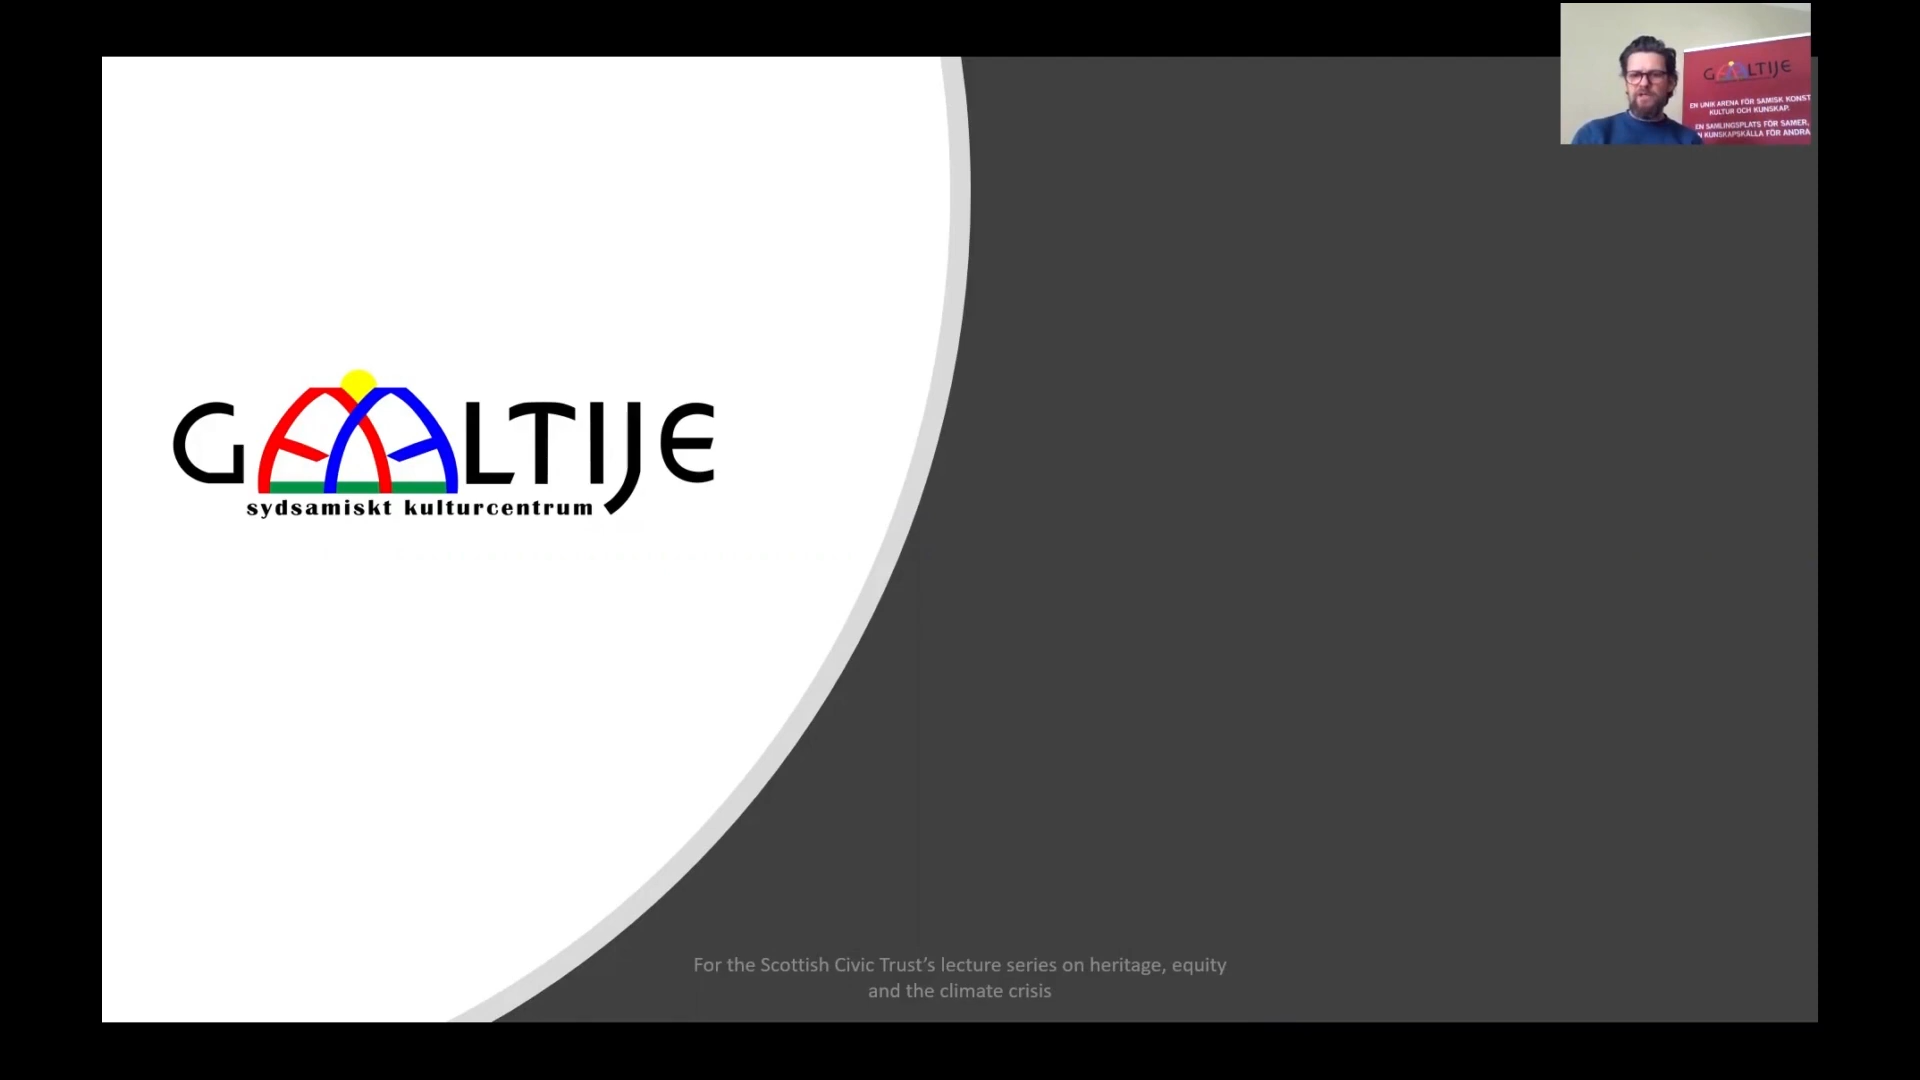 GAALTIJE
sydsamiskt kulturcentrum
For the Scottish Civic Trust’s lecture series on heritage, equity
and the climate crisis
GAALTIJE
EN UNIK ARENA FÖR SAMISK KONST
KULTUR OCH KUNSKAP.
EN SAMLINGSPLATS FÖR SAMER,
KUNSKAPSKÄLLA FÖR ANDRA